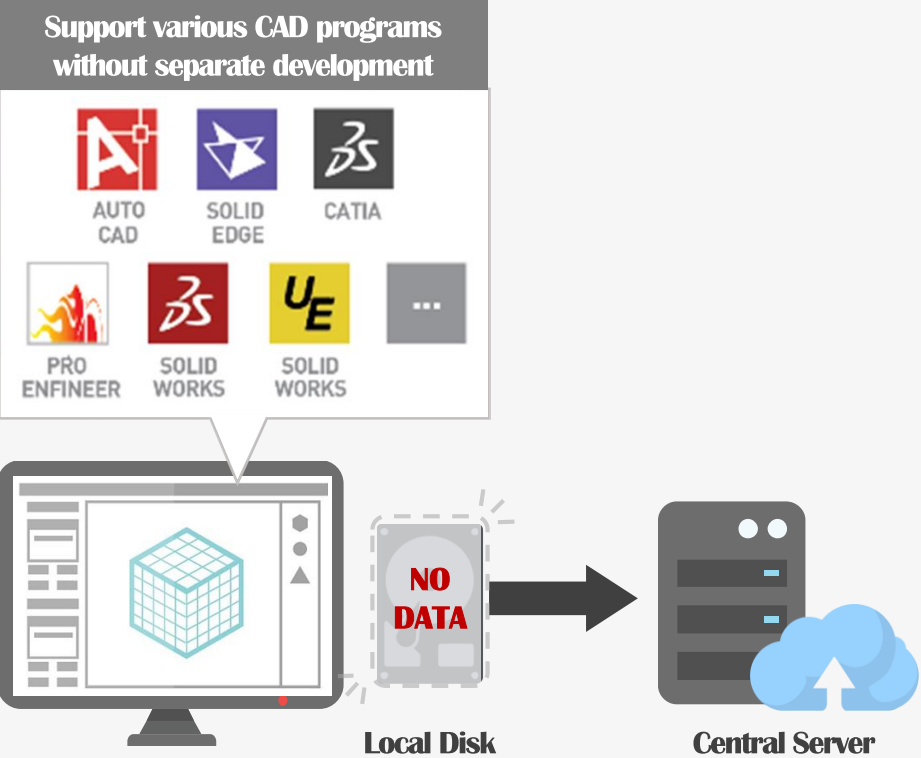 Support various CAD programs
without separate development
AUTO
CAD
SOLID
EDGE
CATIA
PRO
ENFINEER
SOLID
WORKS
UE
SOLID
WORKS
...
NO
DATA
Local Disk
Central Server